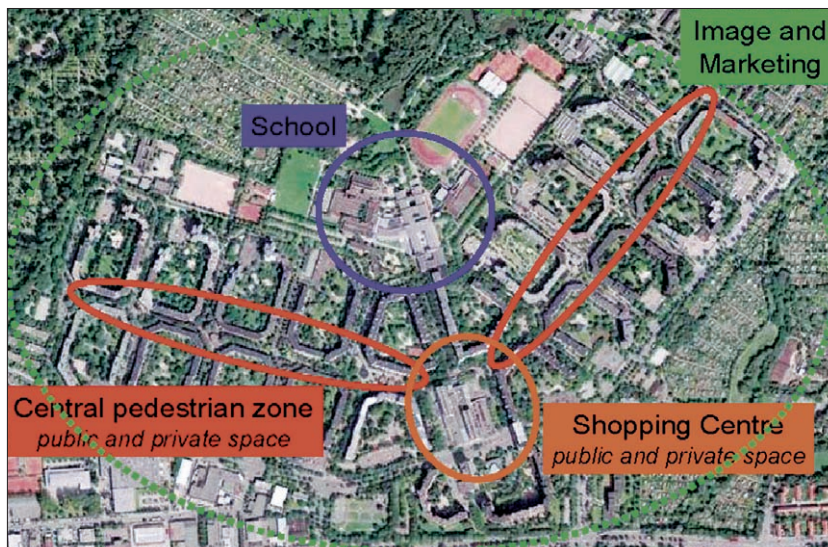 Image and
Marketing
School
Central pedestrian zone
public and private space
Shopping Centre
public and private space